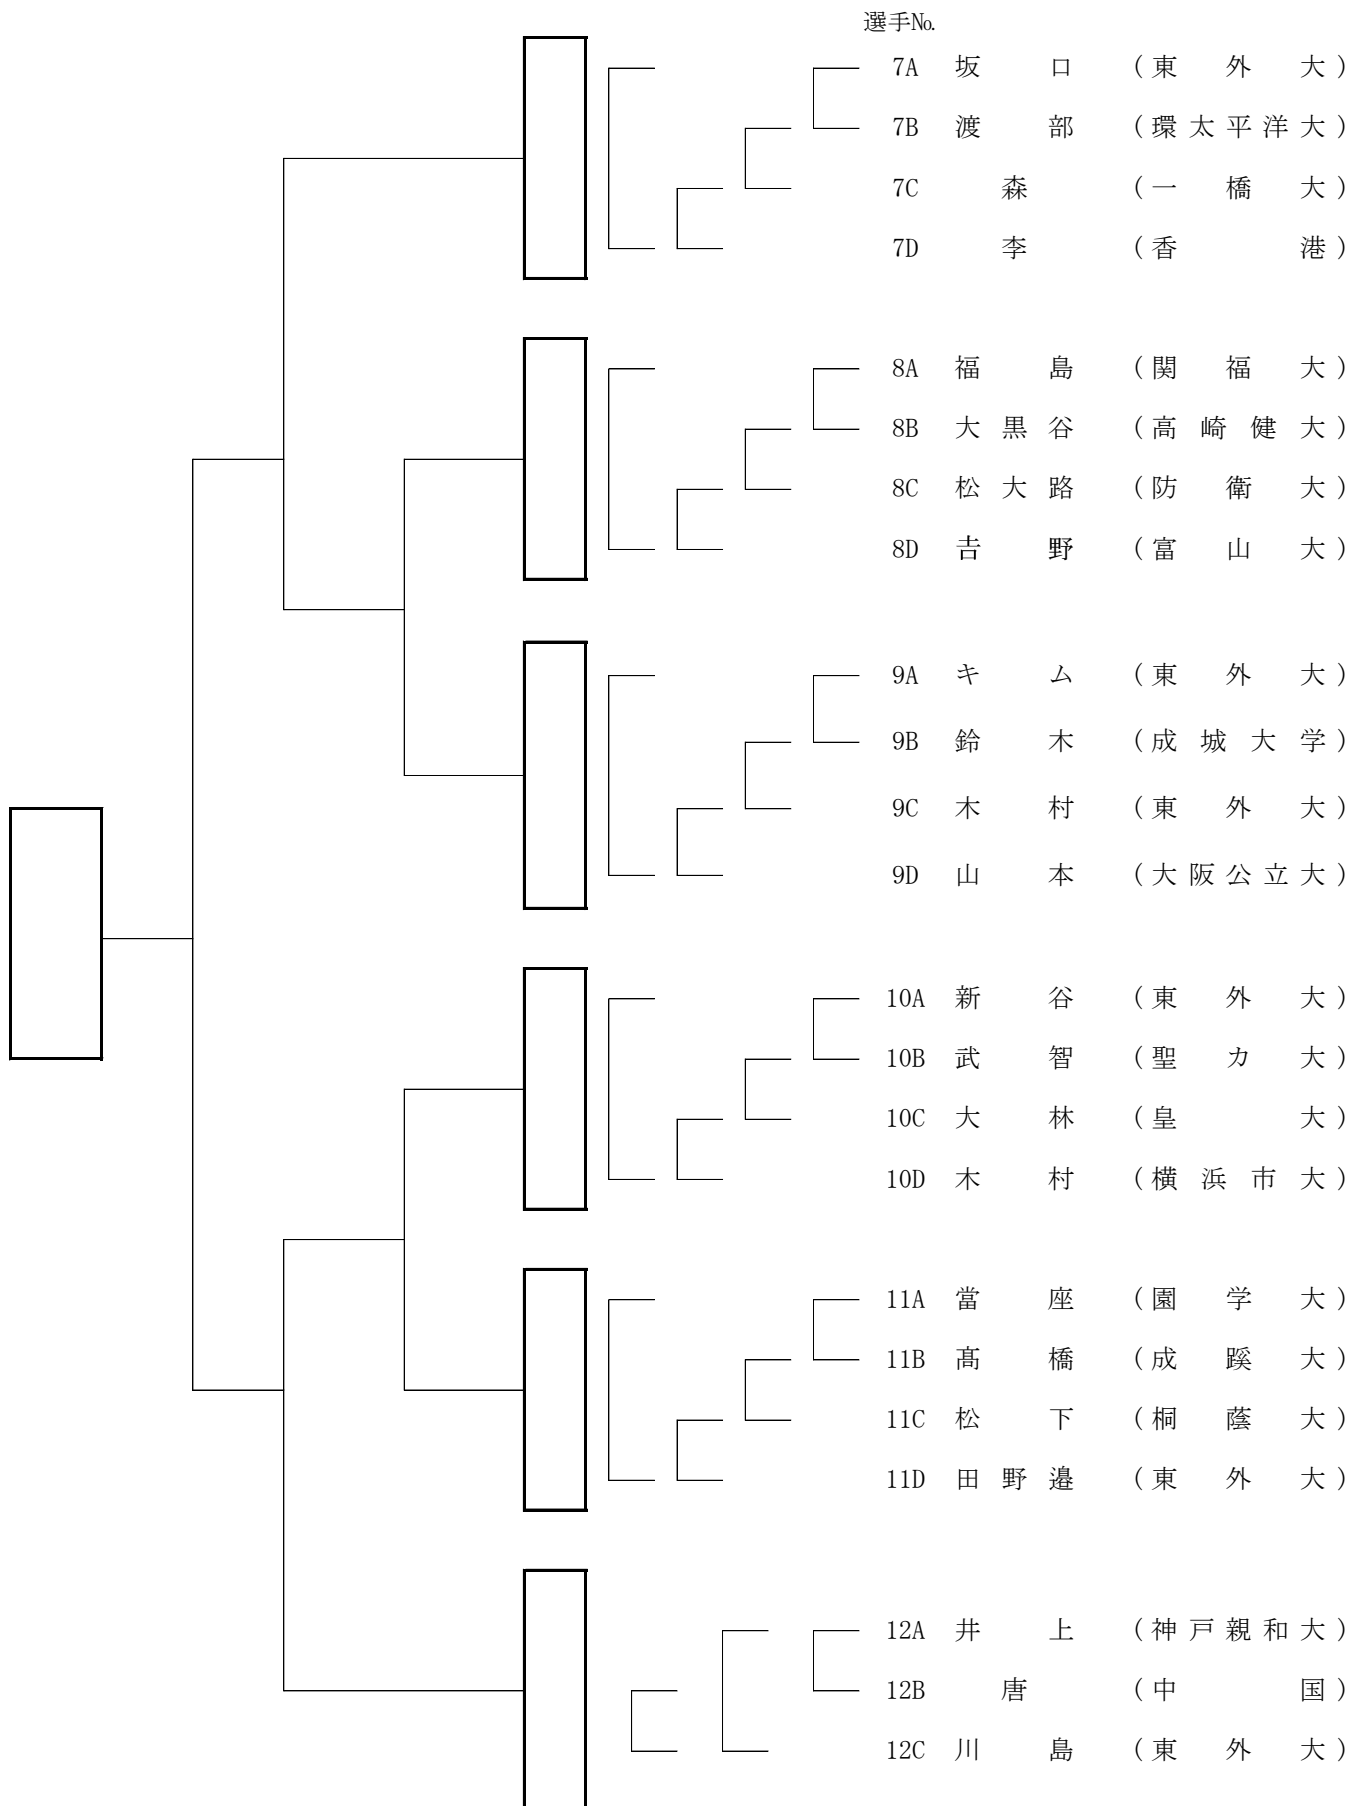 選手№
7A 坂口 (東外大)
7B 渡部 (環太平洋大)
7C 森 (一橋大)
7D 李 (香港)
8A 福島 (関福大)
8B 大黒谷 (高崎健大)
8C 松大路 (防衛大)
8D 𠮷野 (富山大)
9A キム (東外大)
9B 鈴木 (成城大学)
9C 木村 (東外大)
9D 山本 (大阪公立大)
10A 新谷 (東外大)
10B 武智 (聖カ大)
10C 大林 (皇大)
10D 木村 (横浜市大)
11A 當座 (園学大)
11B 髙橋 (成蹊大)
11C 松下 (桐蔭大)
11D 田野邉 (東外大)
12A 井上 (神戸親和大)
12B 唐 (中国)
12C 川島 (東外大)